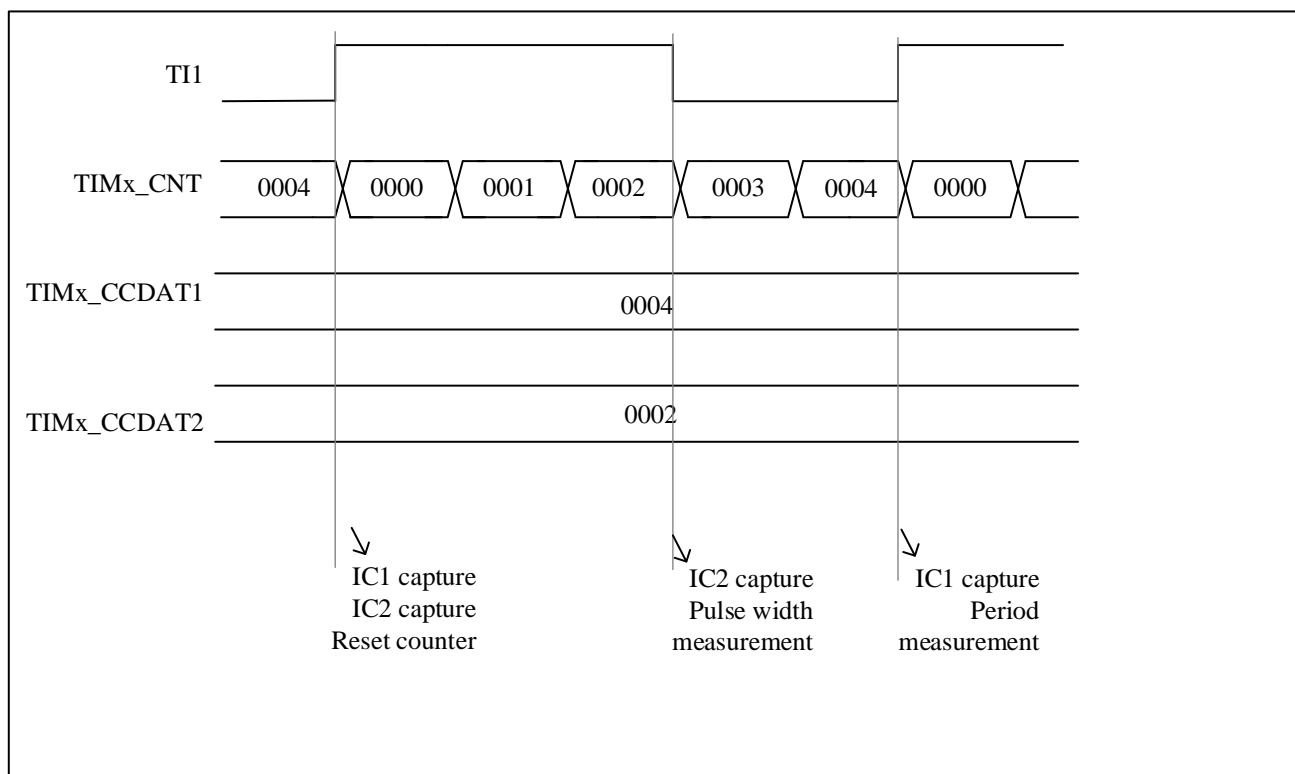 TI1
TIMx_CNT
0004 0000 0001 0002 0003 0004 0000
TIMx_CCDAT1
0004
TIMx_CCDAT2
0002
IC1 capture
IC2 capture
Reset counter
IC2 capture
Pulse width
measurement
IC1 capture
Period
measurement